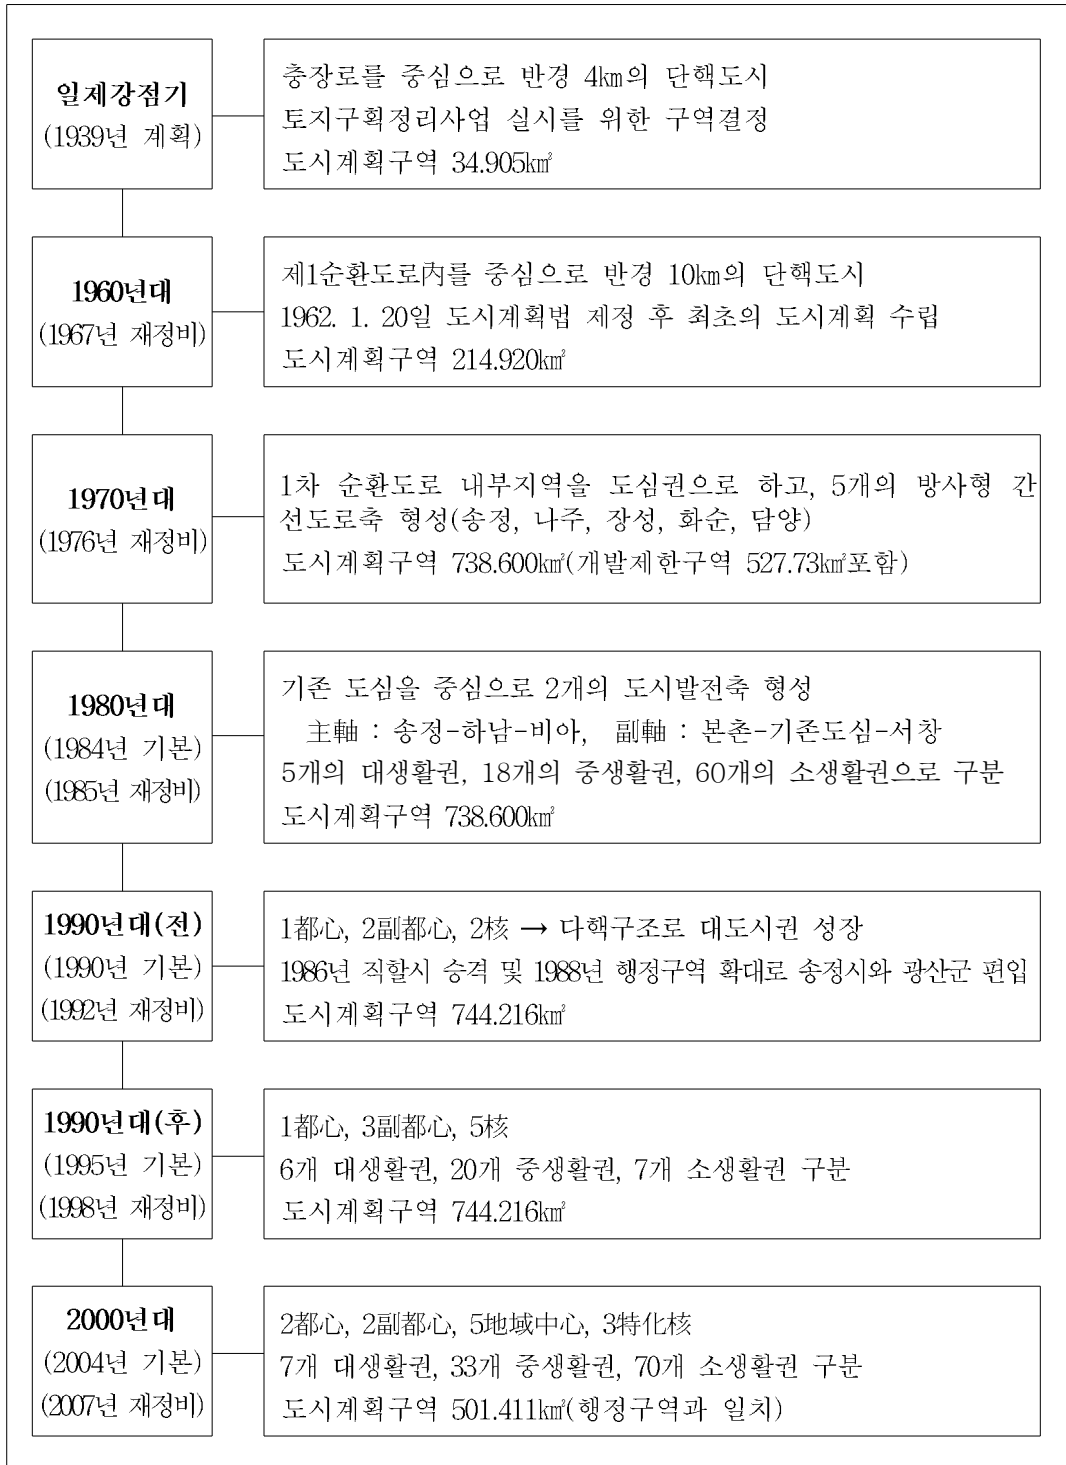 일제강점기
(1939년 계획)
충장로를 중심으로 반경 4㎞의 단핵도시
토지구획정리사업 실시를 위한 구역결정
도시계획구역 34.905㎢
1960년대
(1967년 재정비)
제1순환도로內를 중심으로 반경 10㎞의 단핵도시
1962. 1. 20일 도시계획법 제정 후 최초의 도시계획 수립
도시계획구역 214.920㎢
1970년대
(1976년 재정비)
1차 순환도로 내부지역을 도심권으로 하고, 5개의 방사형 간
선도로축 형성(송정, 나주, 장성, 화순, 담양)
도시계획구역 738.600㎢(개발제한구역 527.73㎢포함)
1980년대
(1984년 기본)
(1985년 재정비)
기존 도심을 중심으로 2개의 도시발전축 형성
主軸 : 송정-하남-비아, 副軸 : 본촌-기존도심-서창
5개의 대생활권, 18개의 중생활권, 60개의 소생활권으로 구분
도시계획구역 738.600㎢
1990년대(전)
(1990년 기본)
(1992년 재정비)
1都心, 2副都心, 2核 → 다핵구조로 대도시권 성장
1986년 직할시 승격 및 1988년 행정구역 확대로 송정시와 광산군 편입
도시계획구역 744.216㎢
1990년대(후)
(1995년 기본)
(1998년 재정비)
1都心, 3副都心, 5核
6개 대생활권, 20개 중생활권, 7개 소생활권 구분
도시계획구역 744.216㎢
2000년대
(2004년 기본)
(2007년 재정비)
2都心, 2副都心, 5地域中心, 3特化核
7개 대생활권, 33개 중생활권, 70개 소생활권 구분
도시계획구역 501.411㎢(행정구역과 일치)